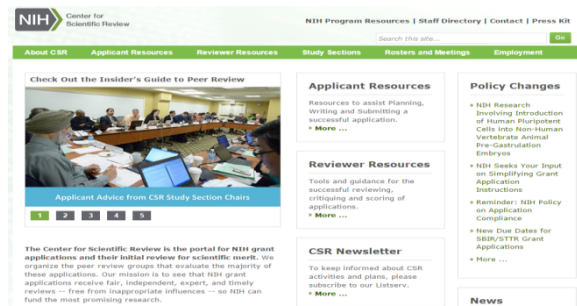 NIH
Center for
Scientific Review
NIH Program Resources | Staff Directory | Contact | Press Kit
Search this site...
Go
About CSR
Applicant Resources
Reviewer Resources
Study Sections
Rosters and Meetings
Employment
Check Out the Insider's Guide to Peer Review
Applicant Advice from CSR Study Section Chairs
1 2 3 4 5
The Center for Scientific Review is the portal for NIH grant
applications and their initial review for scientific merit. We
organize the peer review groups that evaluate the majority of
these applications. Our mission is to see that NIH grant
applications receive fair, independent, expert, and timely
reviews -- free from inappropriate influences -- so NIH can
fund the most promising research.
Applicant Resources
Resources to assist Planning,
Writing and Submitting a
successful application.
More ...
Reviewer Resources
Tools and guidance for the
successful reviewing,
critiquing and scoring of
applications.
More ...
CSR Newsletter
To keep informed about CSR
activities and plans, please
subscribe to our Listserv.
More ...
Policy Changes
NIH Research
Involving Introduction
of Human Pluripotent
Cells into Non-Human
Vertebrate Animal
Pre-Gastrulation
Embryos
NIH Seeks Your Input
on Simplifying Grant
Application
Instructions
Reminder: NIH Policy
on Application
Compliance
New Due Dates for
SBIR/STTR Grant
Applications
More ...
News